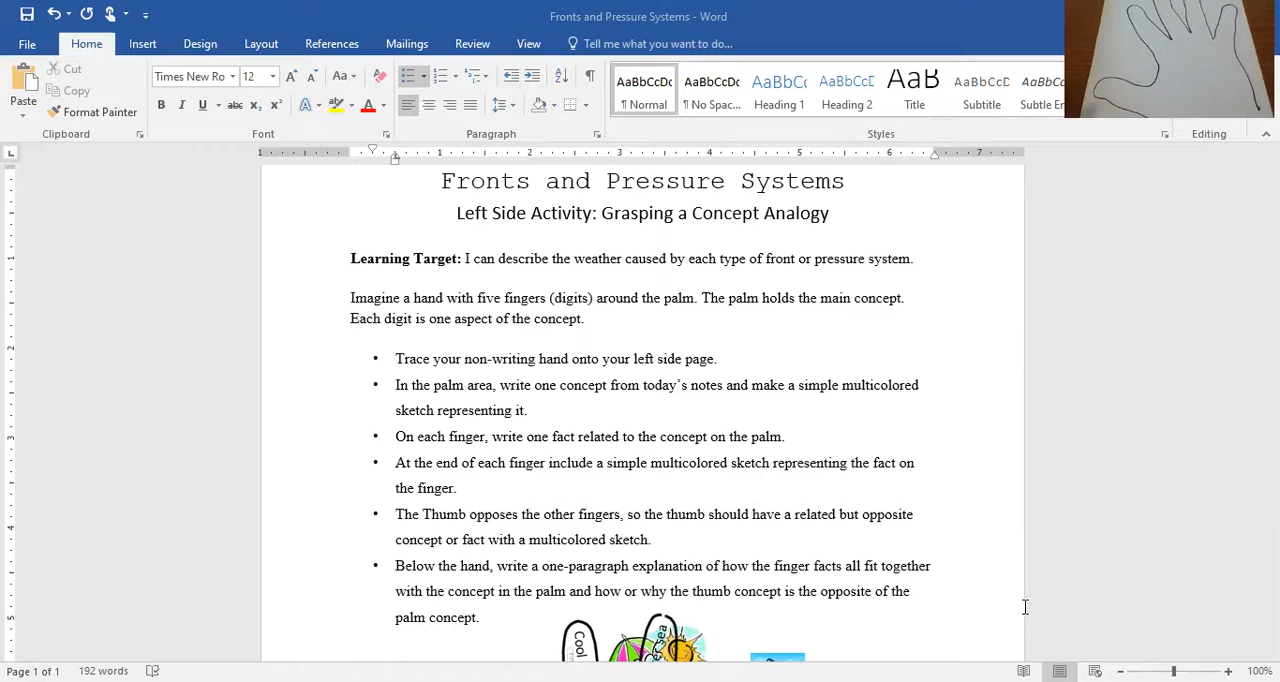 Fronts and Pressure Systems - Word
File Home Insert Design Layout References Mailings Review View Tell me what you want to do...
Cut
Copy
Format Painter
Paste
Clipboard
Times New Ro 12
Font
Paragraph
AaBbCcDc AaBbCcDc AaBbCc AaBbCcE AaB AaBbCcD AaBbCcD
¶ Normal ¶ No Spac... Heading 1 Heading 2 Title Subtitle Subtle En
Styles
Editing
1 1 2 3 4 5 6 7
Fronts and Pressure Systems
Left Side Activity: Grasping a Concept Analogy
Learning Target: I can describe the weather caused by each type of front or pressure system.
Imagine a hand with five fingers (digits) around the palm. The palm holds the main concept.
Each digit is one aspect of the concept.
• Trace your non-writing hand onto your left side page.
• In the palm area, write one concept from today's notes and make a simple multicolored
sketch representing it.
• On each finger, write one fact related to the concept on the palm.
• At the end of each finger include a simple multicolored sketch representing the fact on
the finger.
• The Thumb opposes the other fingers, so the thumb should have a related but opposite
concept or fact with a multicolored sketch.
• Below the hand, write a one-paragraph explanation of how the finger facts all fit together
with the concept in the palm and how or why the thumb concept is the opposite of the
palm concept.
Cool
sea
Page 1 of 1 192 words
100%